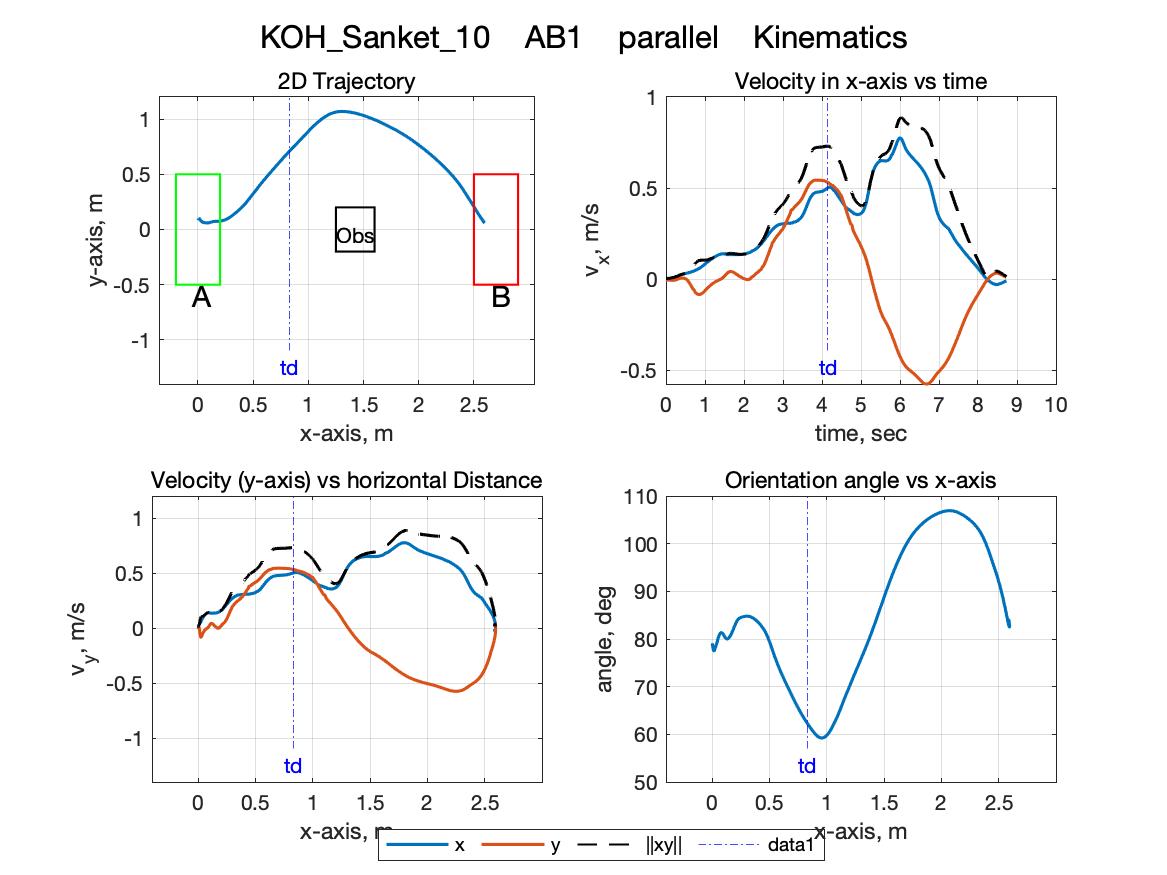 KOH_Sanket_10 AB1 parallel Kinematics
2D Trajectory
y-axis, m
1
0.5
0
-0.5
-1
Obs
A
B
td
0 0.5 1 1.5 2 2.5
x-axis, m
Velocity in x-axis vs time
vx, m/s
1
0.5
0
-0.5
td
0 1 2 3 4 5 6 7 8 9 10
time, sec
Velocity (y-axis) vs horizontal Distance
vy, m/s
1
0.5
0
-0.5
-1
td
0 0.5 1 1.5 2 2.5
x-axis, m
Orientation angle vs x-axis
angle, deg
110
100
90
80
70
60
50
td
0 0.5 1 1.5 2 2.5
x-axis, m
x y ||xy|| data1